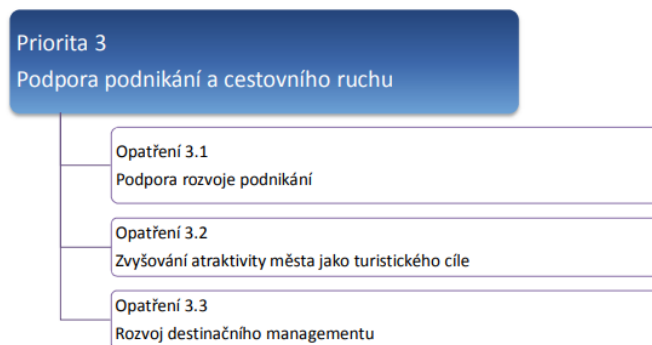 Priorita 3
Podpora podnikání a cestovního ruchu
Opatření 3.1
Podpora rozvoje podnikání
Opatření 3.2
Zvyšování atraktivity města jako turistického cíle
Opatření 3.3
Rozvoj destinačního managementu